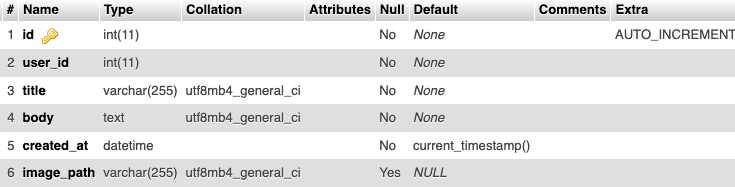 # Name Type Collation Attributes Null Default Comments Extra
1 id int(11) No None AUTO_INCREMENT
2 user_id int(11) No None
3 title varchar(255) utf8mb4_general_ci No None
4 body text utf8mb4_general_ci No None
5 created_at datetime No current_timestamp()
6 image_path varchar(255) utf8mb4_general_ci Yes NULL